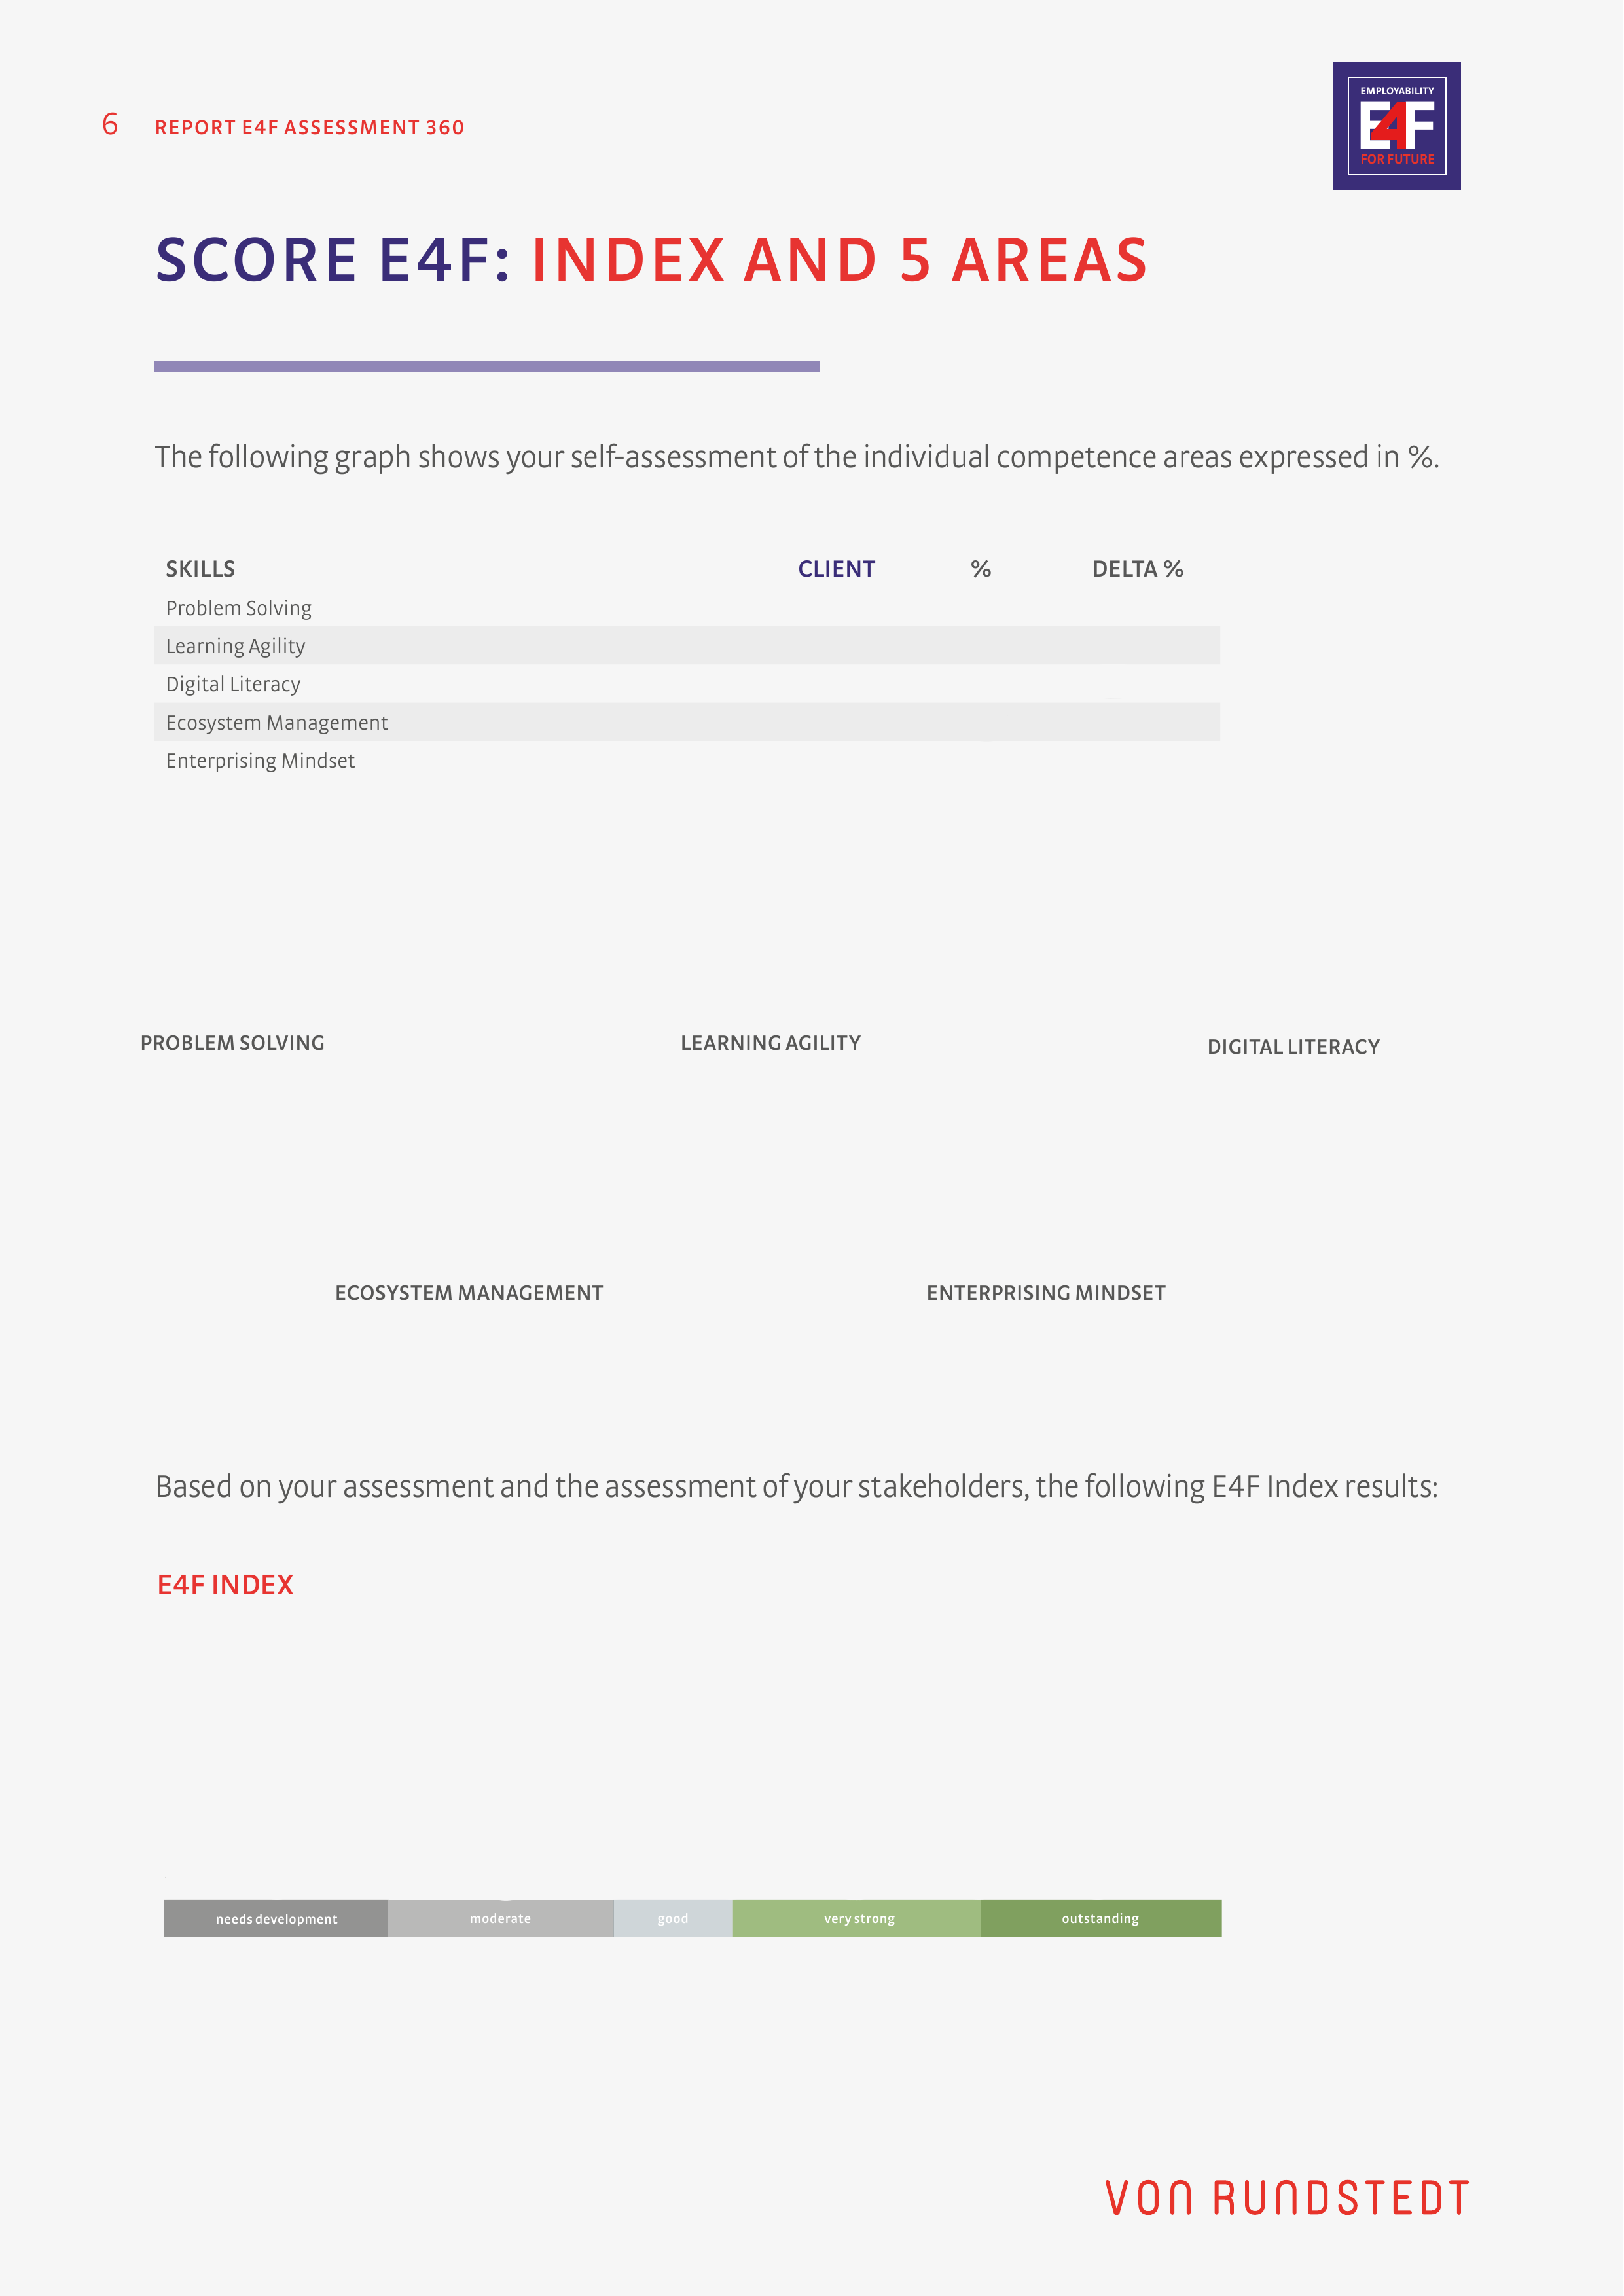 6 REPORT E4F ASSESSMENT 360
EMPLOYABILITY
E4F
FOR FUTURE
SCORE E4F: INDEX AND 5 AREAS
The following graph shows your self-assessment of the individual competence areas expressed in %.
SKILLS CLIENT % DELTA %
Problem Solving
Learning Agility
Digital Literacy
Ecosystem Management
Enterprising Mindset
PROBLEM SOLVING LEARNING AGILITY DIGITAL LITERACY
ECOSYSTEM MANAGEMENT ENTERPRISING MINDSET
Based on your assessment and the assessment of your stakeholders, the following E4F Index results:
E4F INDEX
needs development moderate good very strong outstanding
VON RUNDSTEDT